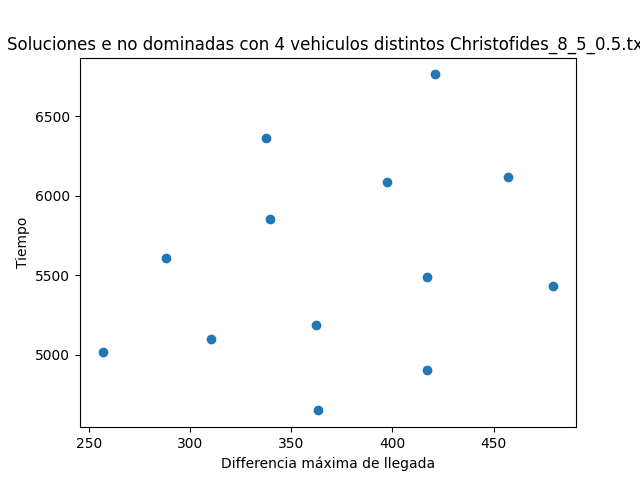 Soluciones e no dominadas con 4 vehiculos distintos Christofides_8_5_0.5.tx
6500
6000
5500
5000
Tiempo
250 300 350 400 450
Differencia máxima de llegada